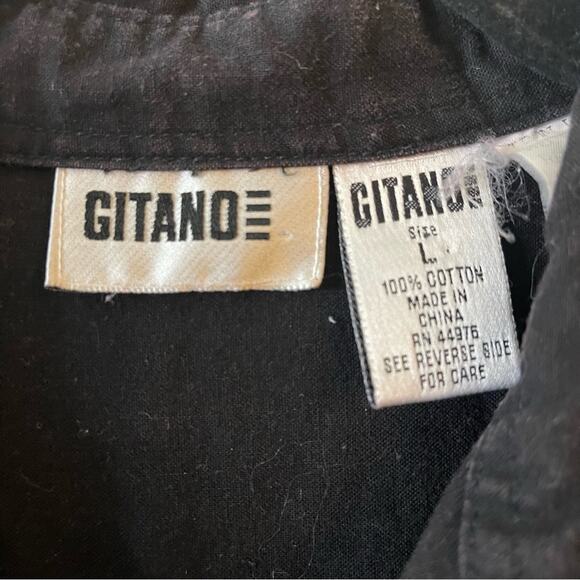 GITANO
GITANO
Size
L
100% COTTON
MADE IN
CHINA
RN 44976
SEE REVERSE SIDE
FOR CARE